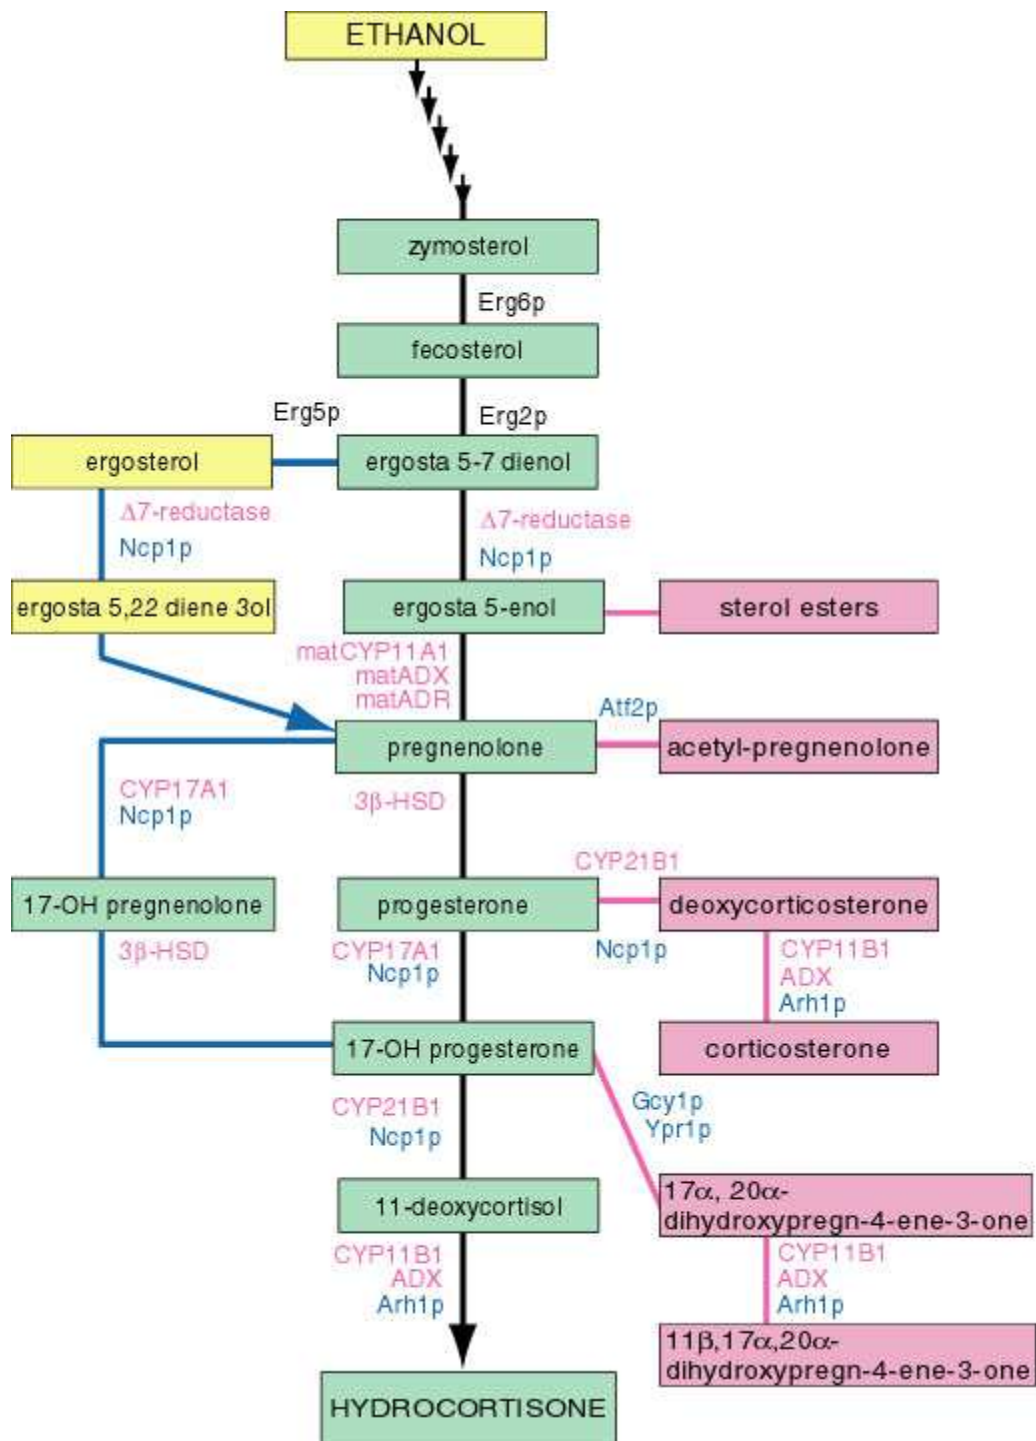 ETHANOL
zymosterol
Erg6p
fecosterol
Erg5p
Erg2p
ergosterol
ergosta 5-7 dienol
Δ7-reductase
Ncp1p
Δ7-reductase
Ncp1p
ergosta 5,22 diene 3ol
ergosta 5-enol
sterol esters
matCYP11A1
matADX
matADR
Atf2p
pregnenolone
acetyl-pregnenolone
CYP17A1
Ncp1p
3β-HSD
CYP21B1
17-OH pregnenolone
progesterone
deoxycorticosterone
3β-HSD
CYP17A1
Ncp1p
Ncp1p
CYP11B1
ADX
Arh1p
17-OH progesterone
corticosterone
CYP21B1
Ncp1p
Gcy1p
Ypr1p
11-deoxycortisol
17α, 20α-
dihydroxypregn-4-ene-3-one
CYP11B1
ADX
Arh1p
CYP11B1
ADX
Arh1p
11β,17α,20α-
dihydroxypregn-4-ene-3-one
HYDROCORTISONE